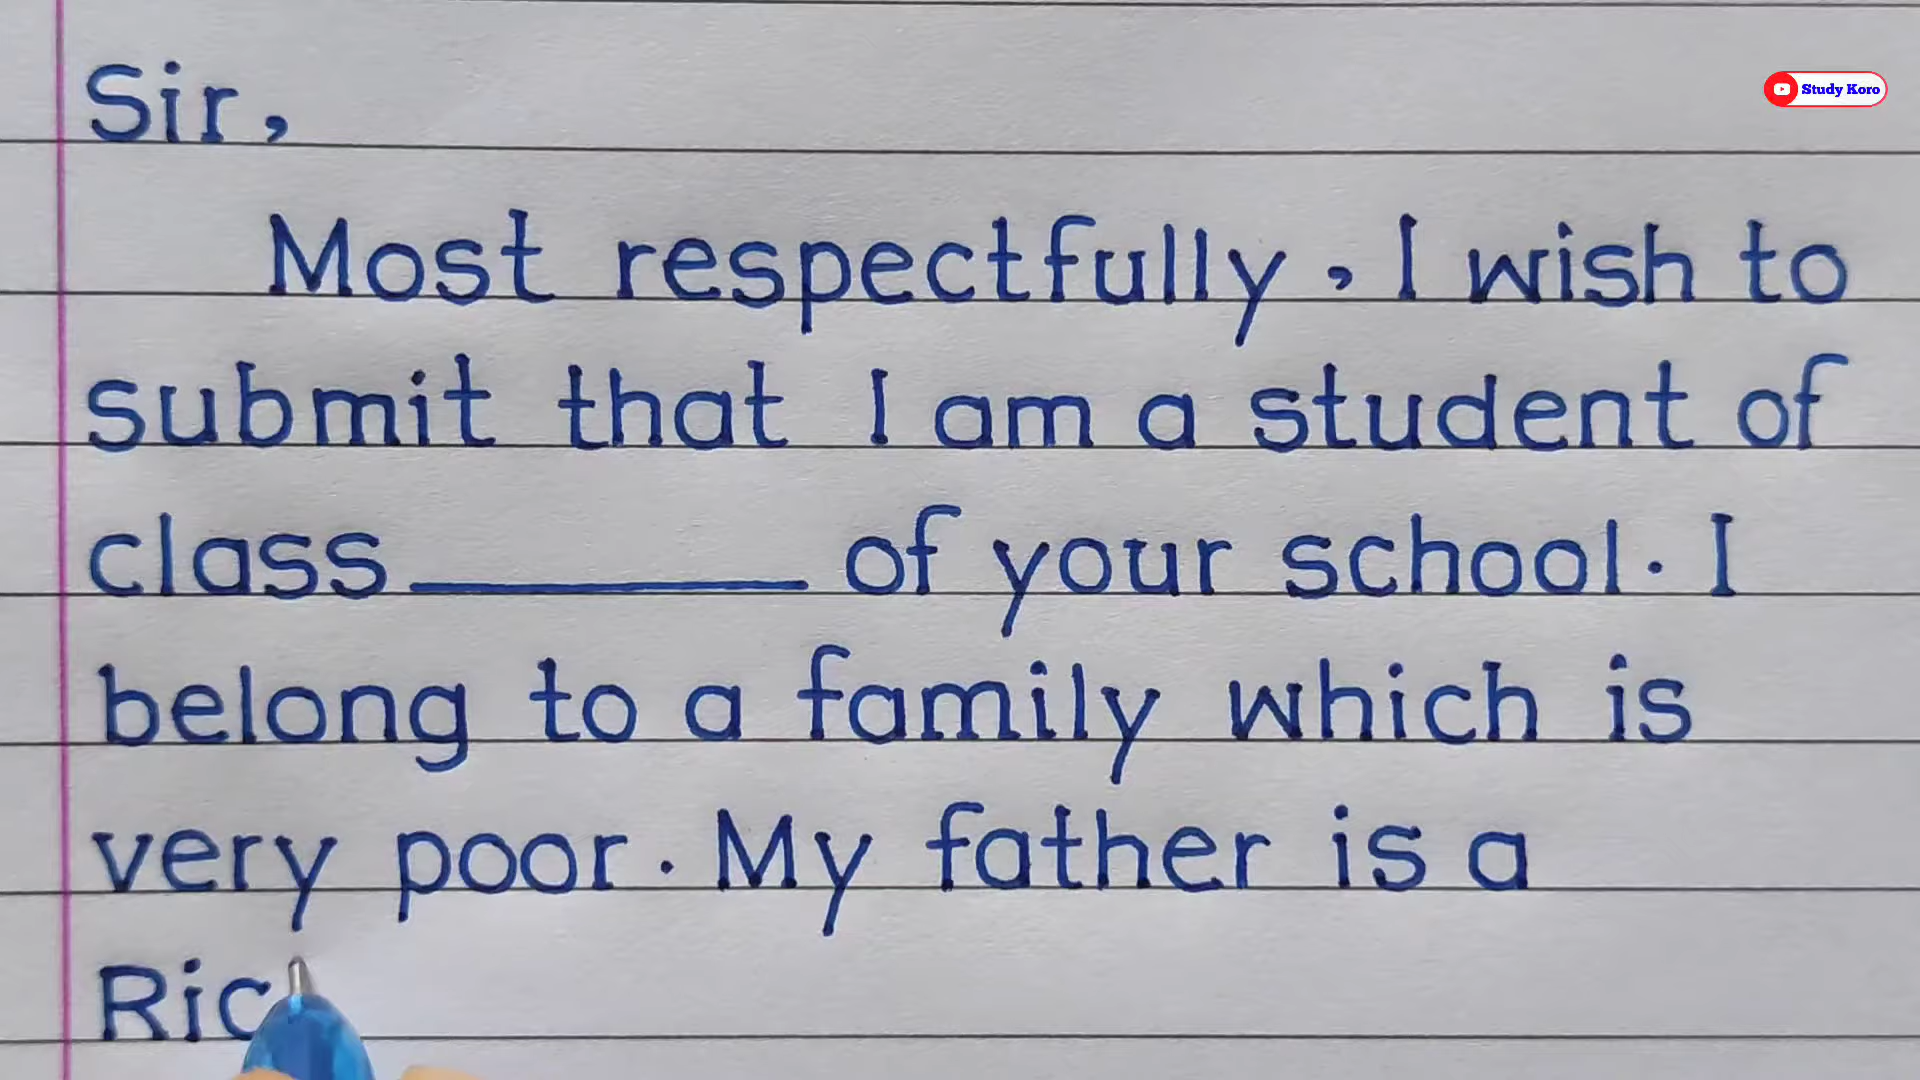 Sir,
Study Koro
Most respectfully, I wish to
submit that I am a student of
class ________ of your school. I
belong to a family which is
very poor. My father is a
Ric